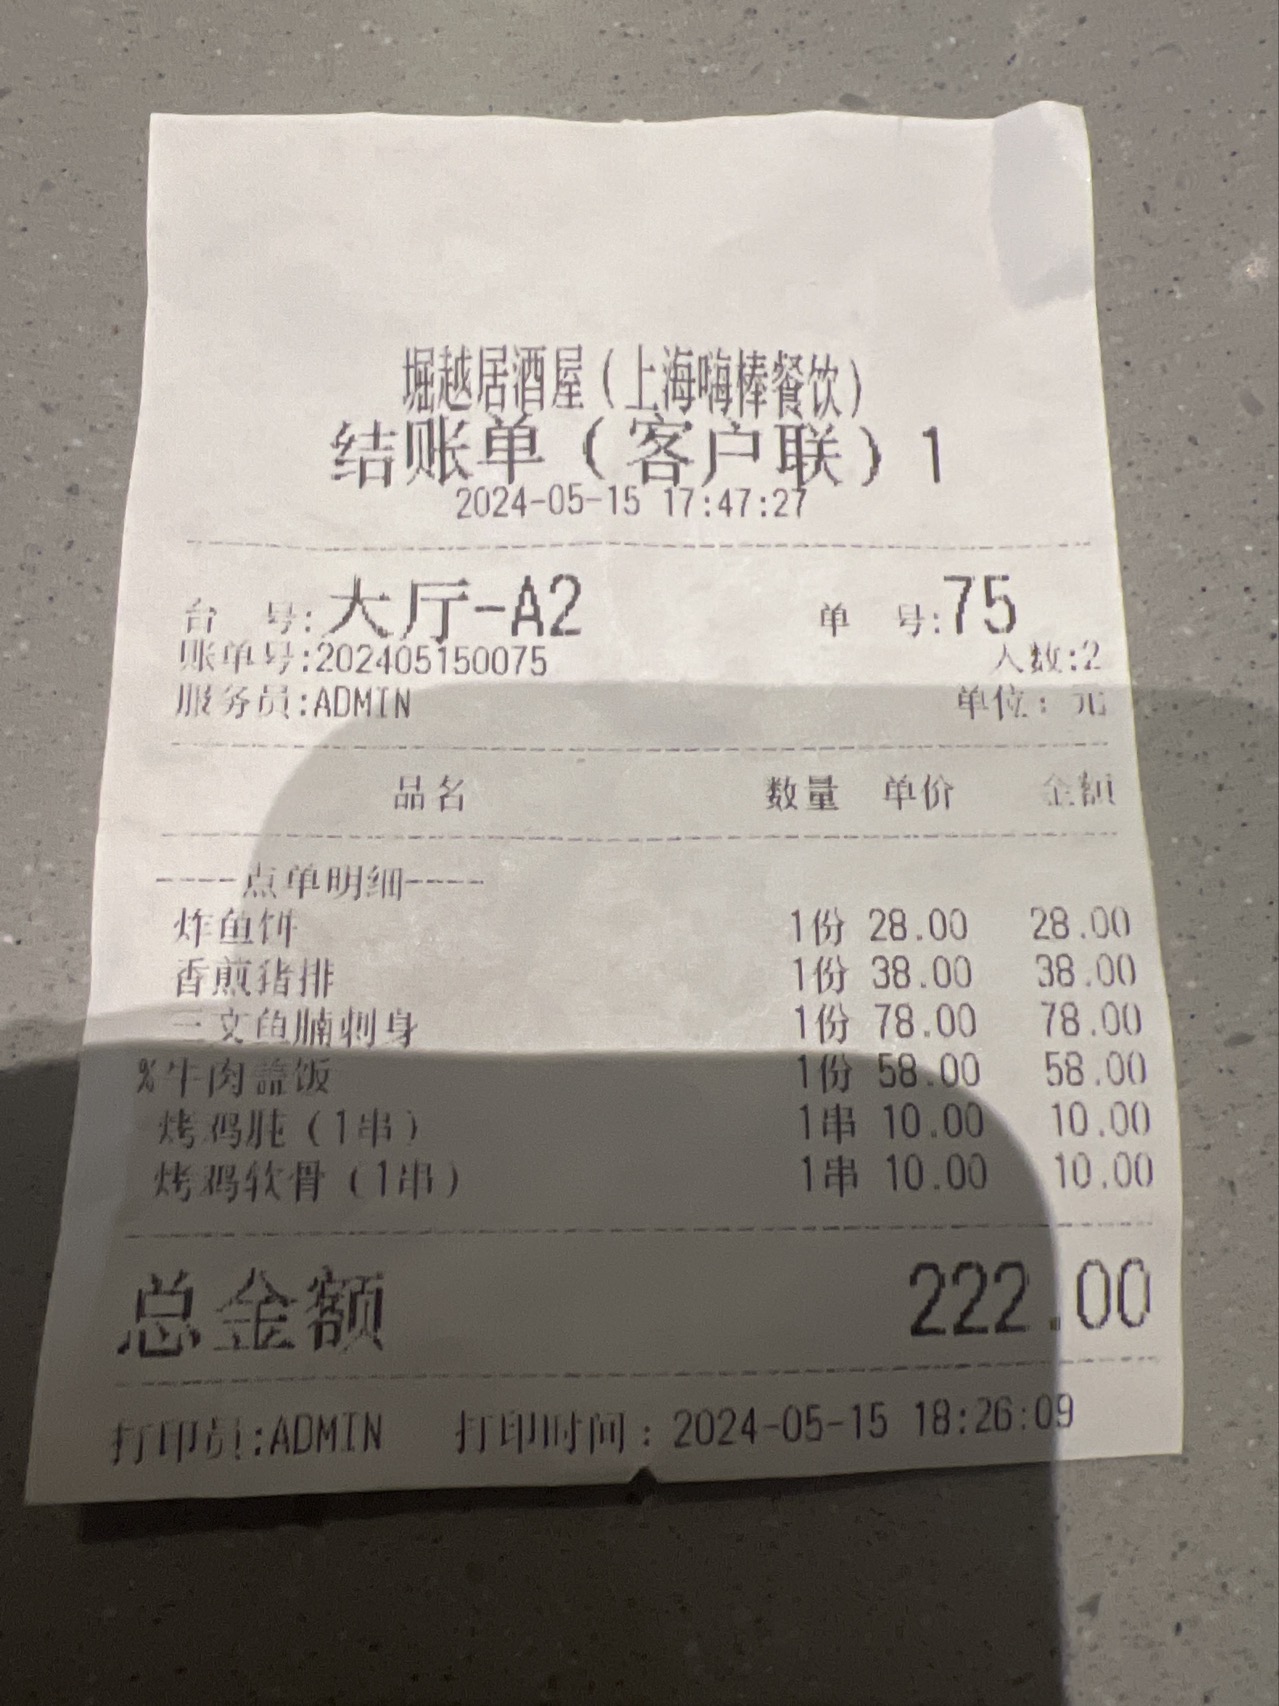 堀越居酒屋（上海嗨棒餐饮）
结账单（客户联）1
2024-05-15 17:47:27
台 号:大厅-A2 单 号:75
账单号:202405150075 人数:2
服务员:ADMIN 单位：元
品名 数量 单价 金额
----点单明细----
炸鱼饼 1份 28.00 28.00
香煎猪排 1份 38.00 38.00
三文鱼腩刺身 1份 78.00 78.00
%牛肉盖饭 1份 58.00 58.00
烤鸡肫（1串） 1串 10.00 10.00
烤鸡软骨（1串） 1串 10.00 10.00
总金额 222.00
打印员:ADMIN 打印时间：2024-05-15 18:26:09